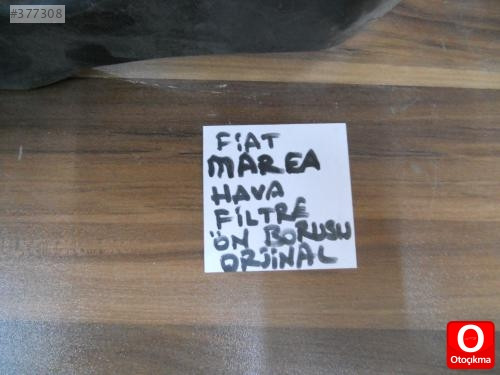 #377308
FİAT
MAREA
HAVA
FİLTRE
ÖN BORUSU
ORJİNAL
O
Otoçıkma